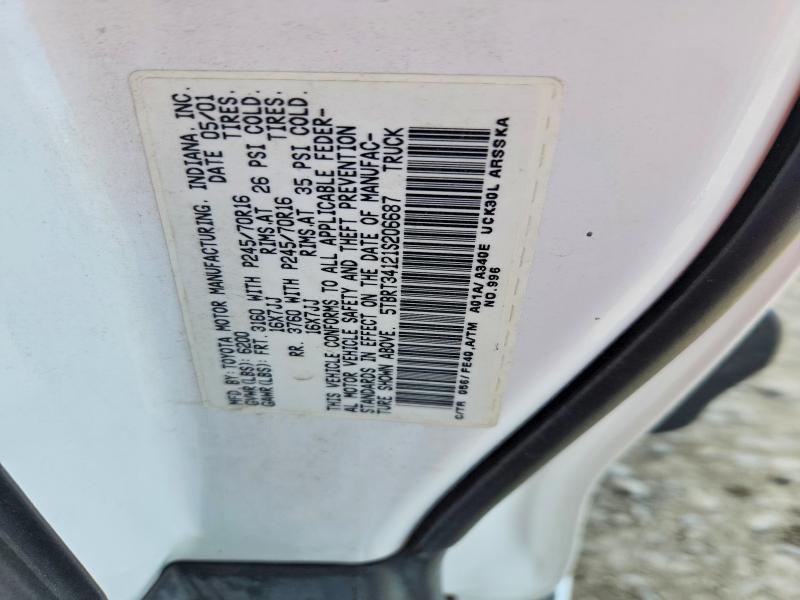 MFD BY:TOYOTA MOTOR MANUFACTURING, INDIANA, INC.
GVWR(LBS): 6200 DATE 05/01
GAWR(LBS): FRT. 3160 WITH P245/70R16 TIRES,
16X7JJ RIMS,AT 26 PSI COLD.
RR. 3760 WITH P245/70R16 TIRES,
16X7JJ RIMS,AT 35 PSI COLD.
THIS VEHICLE CONFORMS TO ALL APPLICABLE FEDER-
AL MOTOR VEHICLE SAFETY AND THEFT PREVENTION
STANDARDS IN EFFECT ON THE DATE OF MANUFAC-
TURE SHOWN ABOVE. 5TBRT34121S206687 TRUCK
C/TR 056/FE40,A/TM A01A/A340E UCK30L ARSSKA
NO.996